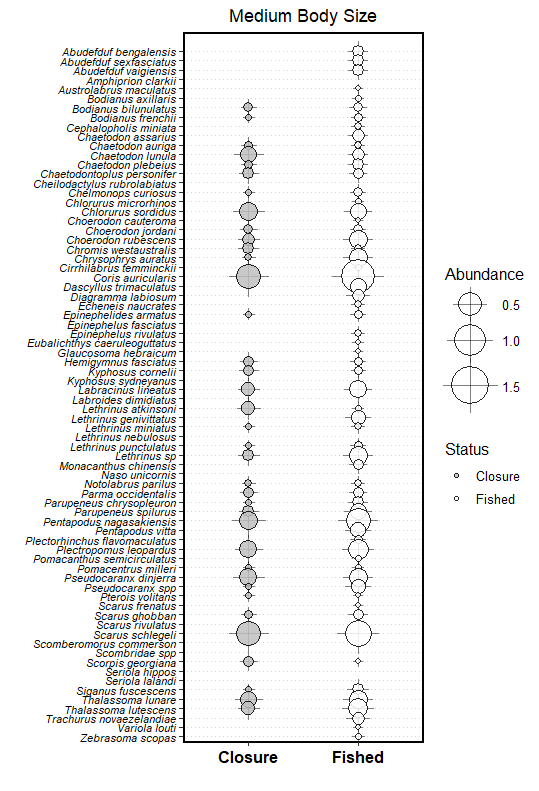 Medium Body Size
Abudefduf bengalensis
Abudefduf sexfasciatus
Abudefduf vaigiensis
Amphiprion clarkii
Austrolabrus maculatus
Bodianus axillaris
Bodianus bilunulatus
Bodianus frenchii
Cephalopholis miniata
Chaetodon assarius
Chaetodon auriga
Chaetodon lunula
Chaetodon plebeius
Chaetodontoplus personifer
Cheilodactylus rubrolabiatus
Chelmonops curiosus
Chlorurus microrhinos
Chlorurus sordidus
Choerodon cauteroma
Choerodon jordani
Choerodon rubescens
Chromis westaustralis
Chrysophrys auratus
Cirrhilabrus temminckii
Coris auricularis
Dascyllus trimaculatus
Diagramma labiosum
Echeneis naucrates
Epinephelides armatus
Epinephelus fasciatus
Epinephelus rivulatus
Eubalichthys caeruleoguttatus
Glaucosoma hebraicum
Hemigymnus fasciatus
Kyphosus cornelii
Kyphosus sydneyanus
Labracinus lineatus
Labroides dimidiatus
Lethrinus atkinsoni
Lethrinus genivittatus
Lethrinus miniatus
Lethrinus nebulosus
Lethrinus punctulatus
Lethrinus sp
Monacanthus chinensis
Naso unicornis
Notolabrus parilus
Parma occidentalis
Parupeneus chrysopleuron
Parupeneus spilurus
Pentapodus nagasakiensis
Pentapodus vitta
Plectorhinchus flavomaculatus
Plectropomus leopardus
Pomacanthus semicirculatus
Pomacentrus milleri
Pseudocaranx dinjerra
Pseudocaranx spp
Pterois volitans
Scarus frenatus
Scarus ghobban
Scarus rivulatus
Scarus schlegeli
Scomberomorus commerson
Scombridae spp
Scorpis georgiana
Seriola hippos
Seriola lalandi
Siganus fuscescens
Thalassoma lunare
Thalassoma lutescens
Trachurus novaezelandiae
Variola louti
Zebrasoma scopas
Closure Fished
Abundance
0.5
1.0
1.5
Status
Closure
Fished